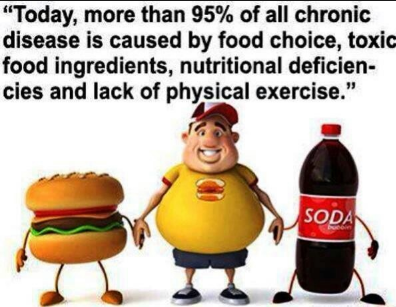 “Today, more than 95% of all chronic
disease is caused by food choice, toxic
food ingredients, nutritional deficien-
cies and lack of physical exercise.”
SODA